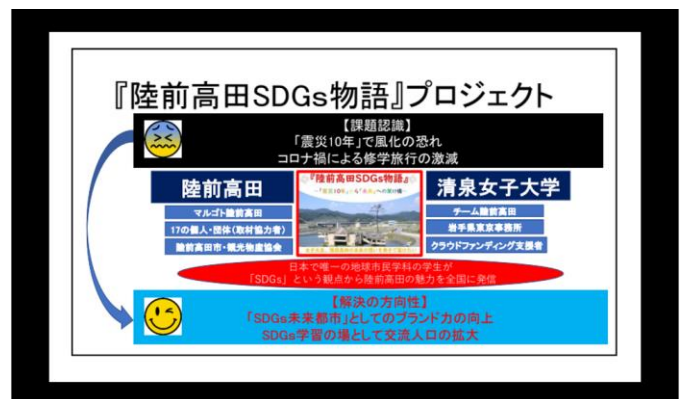 『陸前高田SDGs物語』プロジェクト
【課題認識】
「震災10年」で風化の恐れ
コロナ禍による修学旅行の激減
陸前高田
マルゴト陸前高田
17の個人・団体(取材協力者)
陸前高田市・観光物産協会
『陸前高田SDGs物語』
清泉女子大学
チーム陸前高田
岩手県東京事務所
クラウドファンディング支援者
日本で唯一の地球市民学科の学生が
「SDGs」という観点から陸前高田の魅力を全国に発信
【解決の方向性】
「SDGs未来都市」としてのブランド力の向上
SDGs学習の場として交流人口の拡大